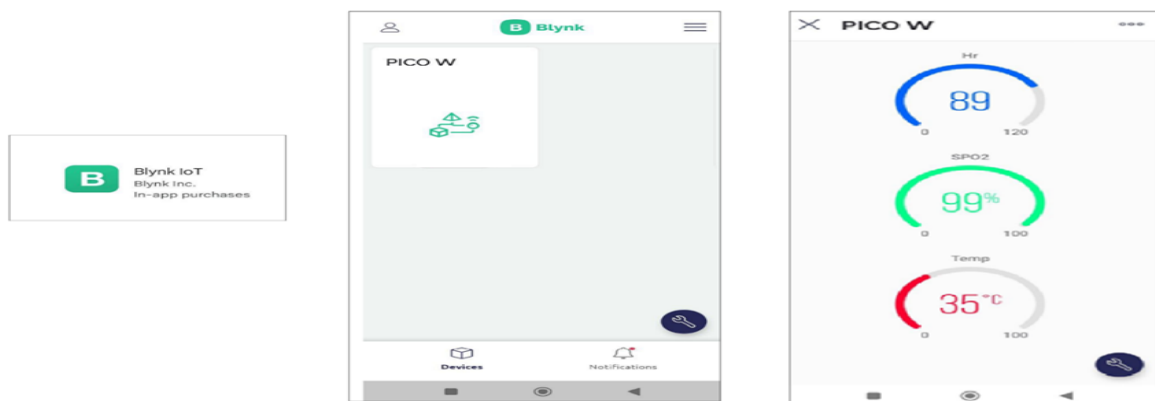 B
Blynk IoT
Blynk Inc.
In-app purchases
B Blynk
PICO W
Devices
Notifications
PICO W
Hr
89
0 120
SPO2
99%
0 100
Temp
35°C
0 100